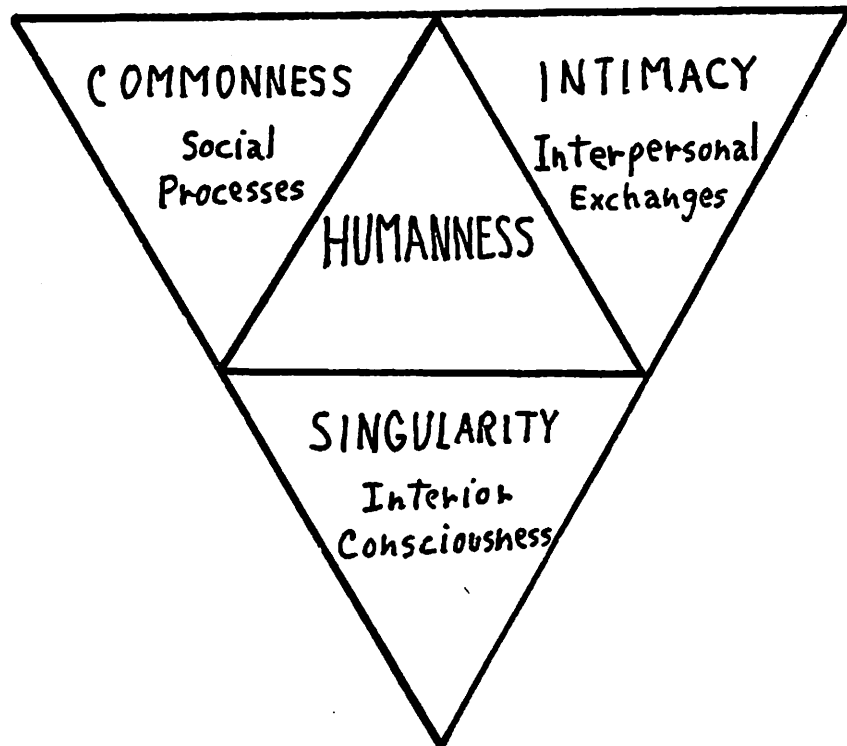 COMMONNESS
Social
Processes
INTIMACY
Interpersonal
Exchanges
HUMANNESS
SINGULARITY
Interior
Consciousness